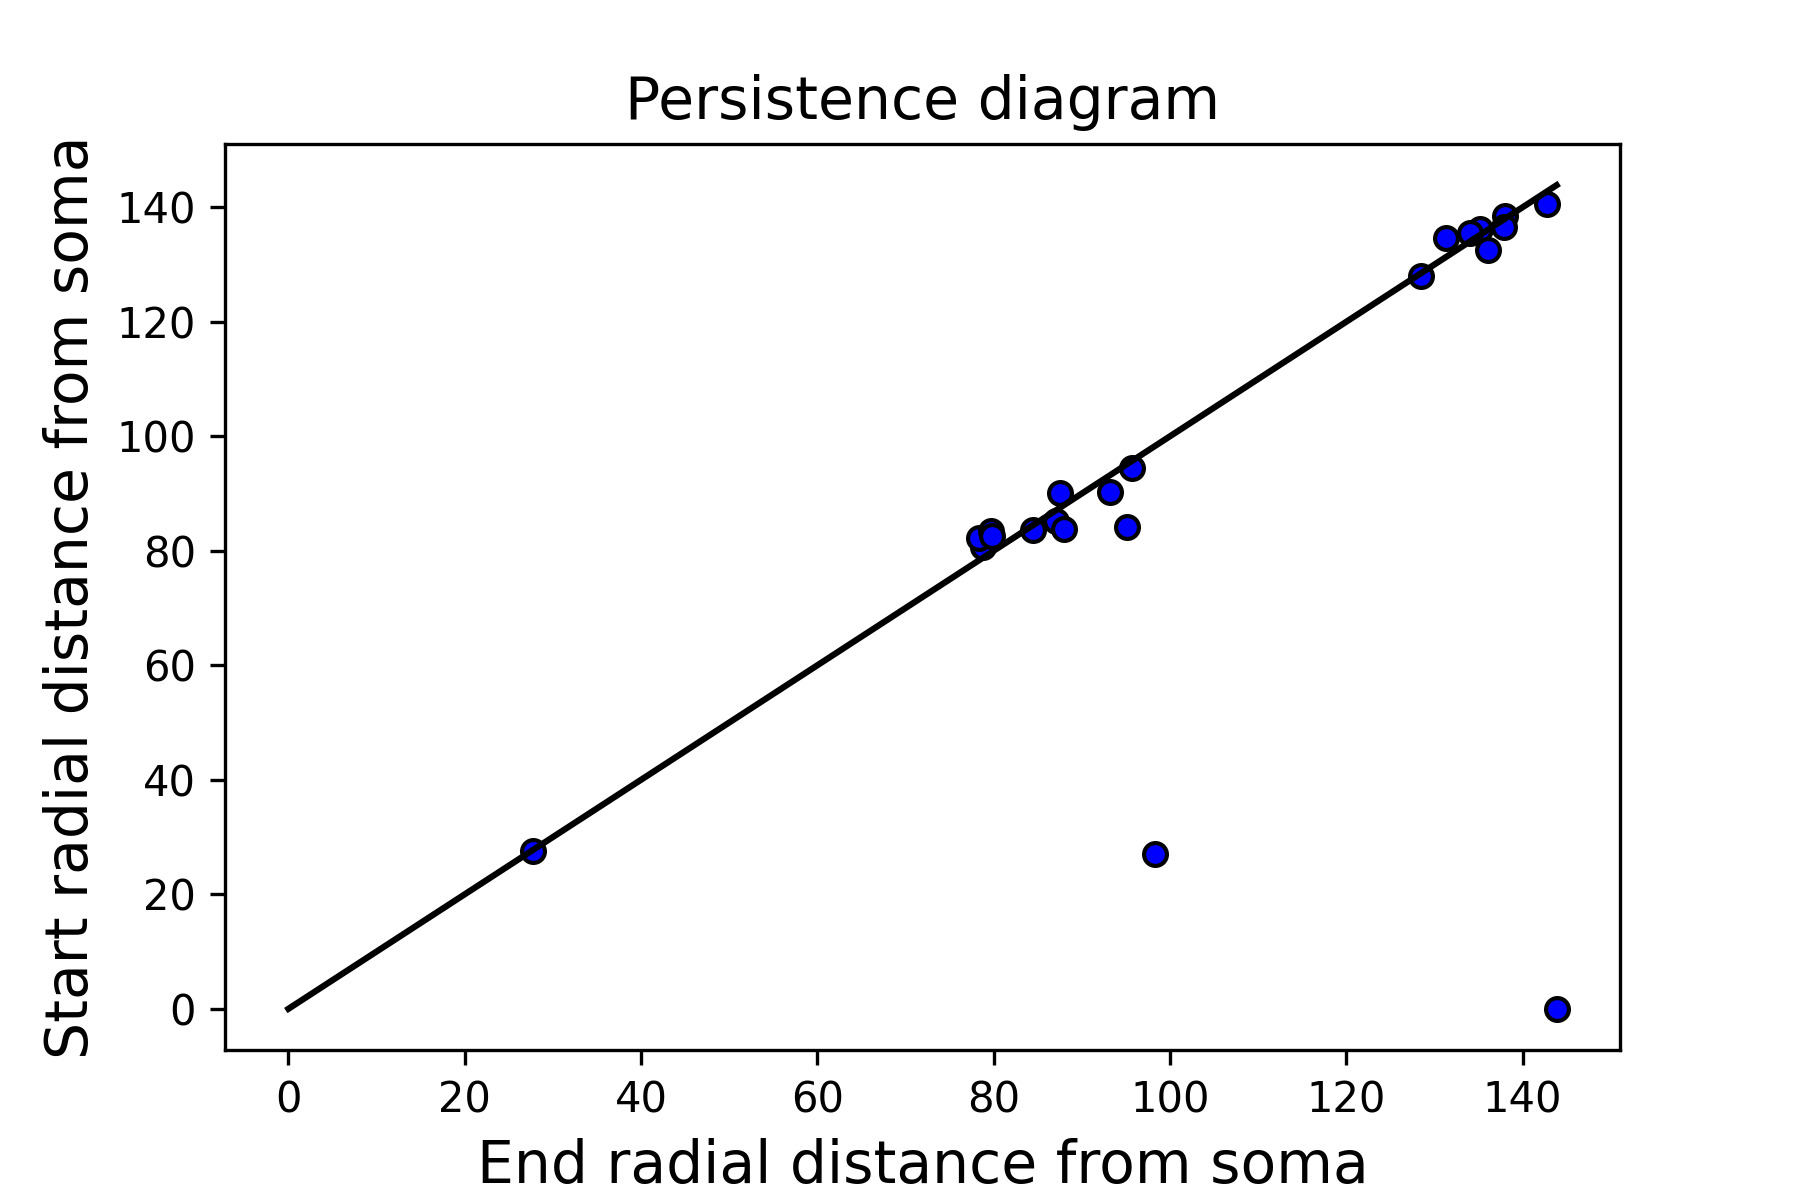 Persistence diagram
Start radial distance from soma
140
120
100
80
60
40
20
0
0 20 40 60 80 100 120 140
End radial distance from soma